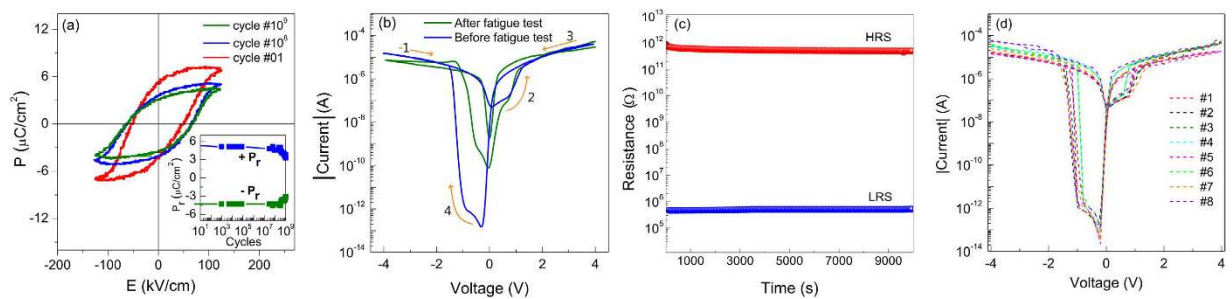 (a)
cycle #10⁹
cycle #10⁸
cycle #01
P (μC/cm²)
12
6
0
-6
-12
-200 -100 0 100 200
E (kV/cm)
Pᵣ (μC/cm²)
6
3
0
-3
-6
+ Pᵣ
- Pᵣ
10¹ 10³ 10⁵ 10⁷ 10⁹
Cycles
(b)
After fatigue test
Before fatigue test
|Current| (A)
10⁻²
10⁻⁴
10⁻⁶
10⁻⁸
10⁻¹⁰
10⁻¹²
10⁻¹⁴
1
2
3
4
-4 -2 0 2 4
Voltage (V)
(c)
Resistance (Ω)
10¹³
10¹²
10¹¹
10¹⁰
10⁹
10⁸
10⁷
10⁶
10⁵
HRS
LRS
1000 3000 5000 7000 9000
Time (s)
(d)
|Current| (A)
10⁻²
10⁻⁴
10⁻⁶
10⁻⁸
10⁻¹⁰
10⁻¹²
10⁻¹⁴
#1
#2
#3
#4
#5
#6
#7
#8
-4 -2 0 2 4
Voltage (V)